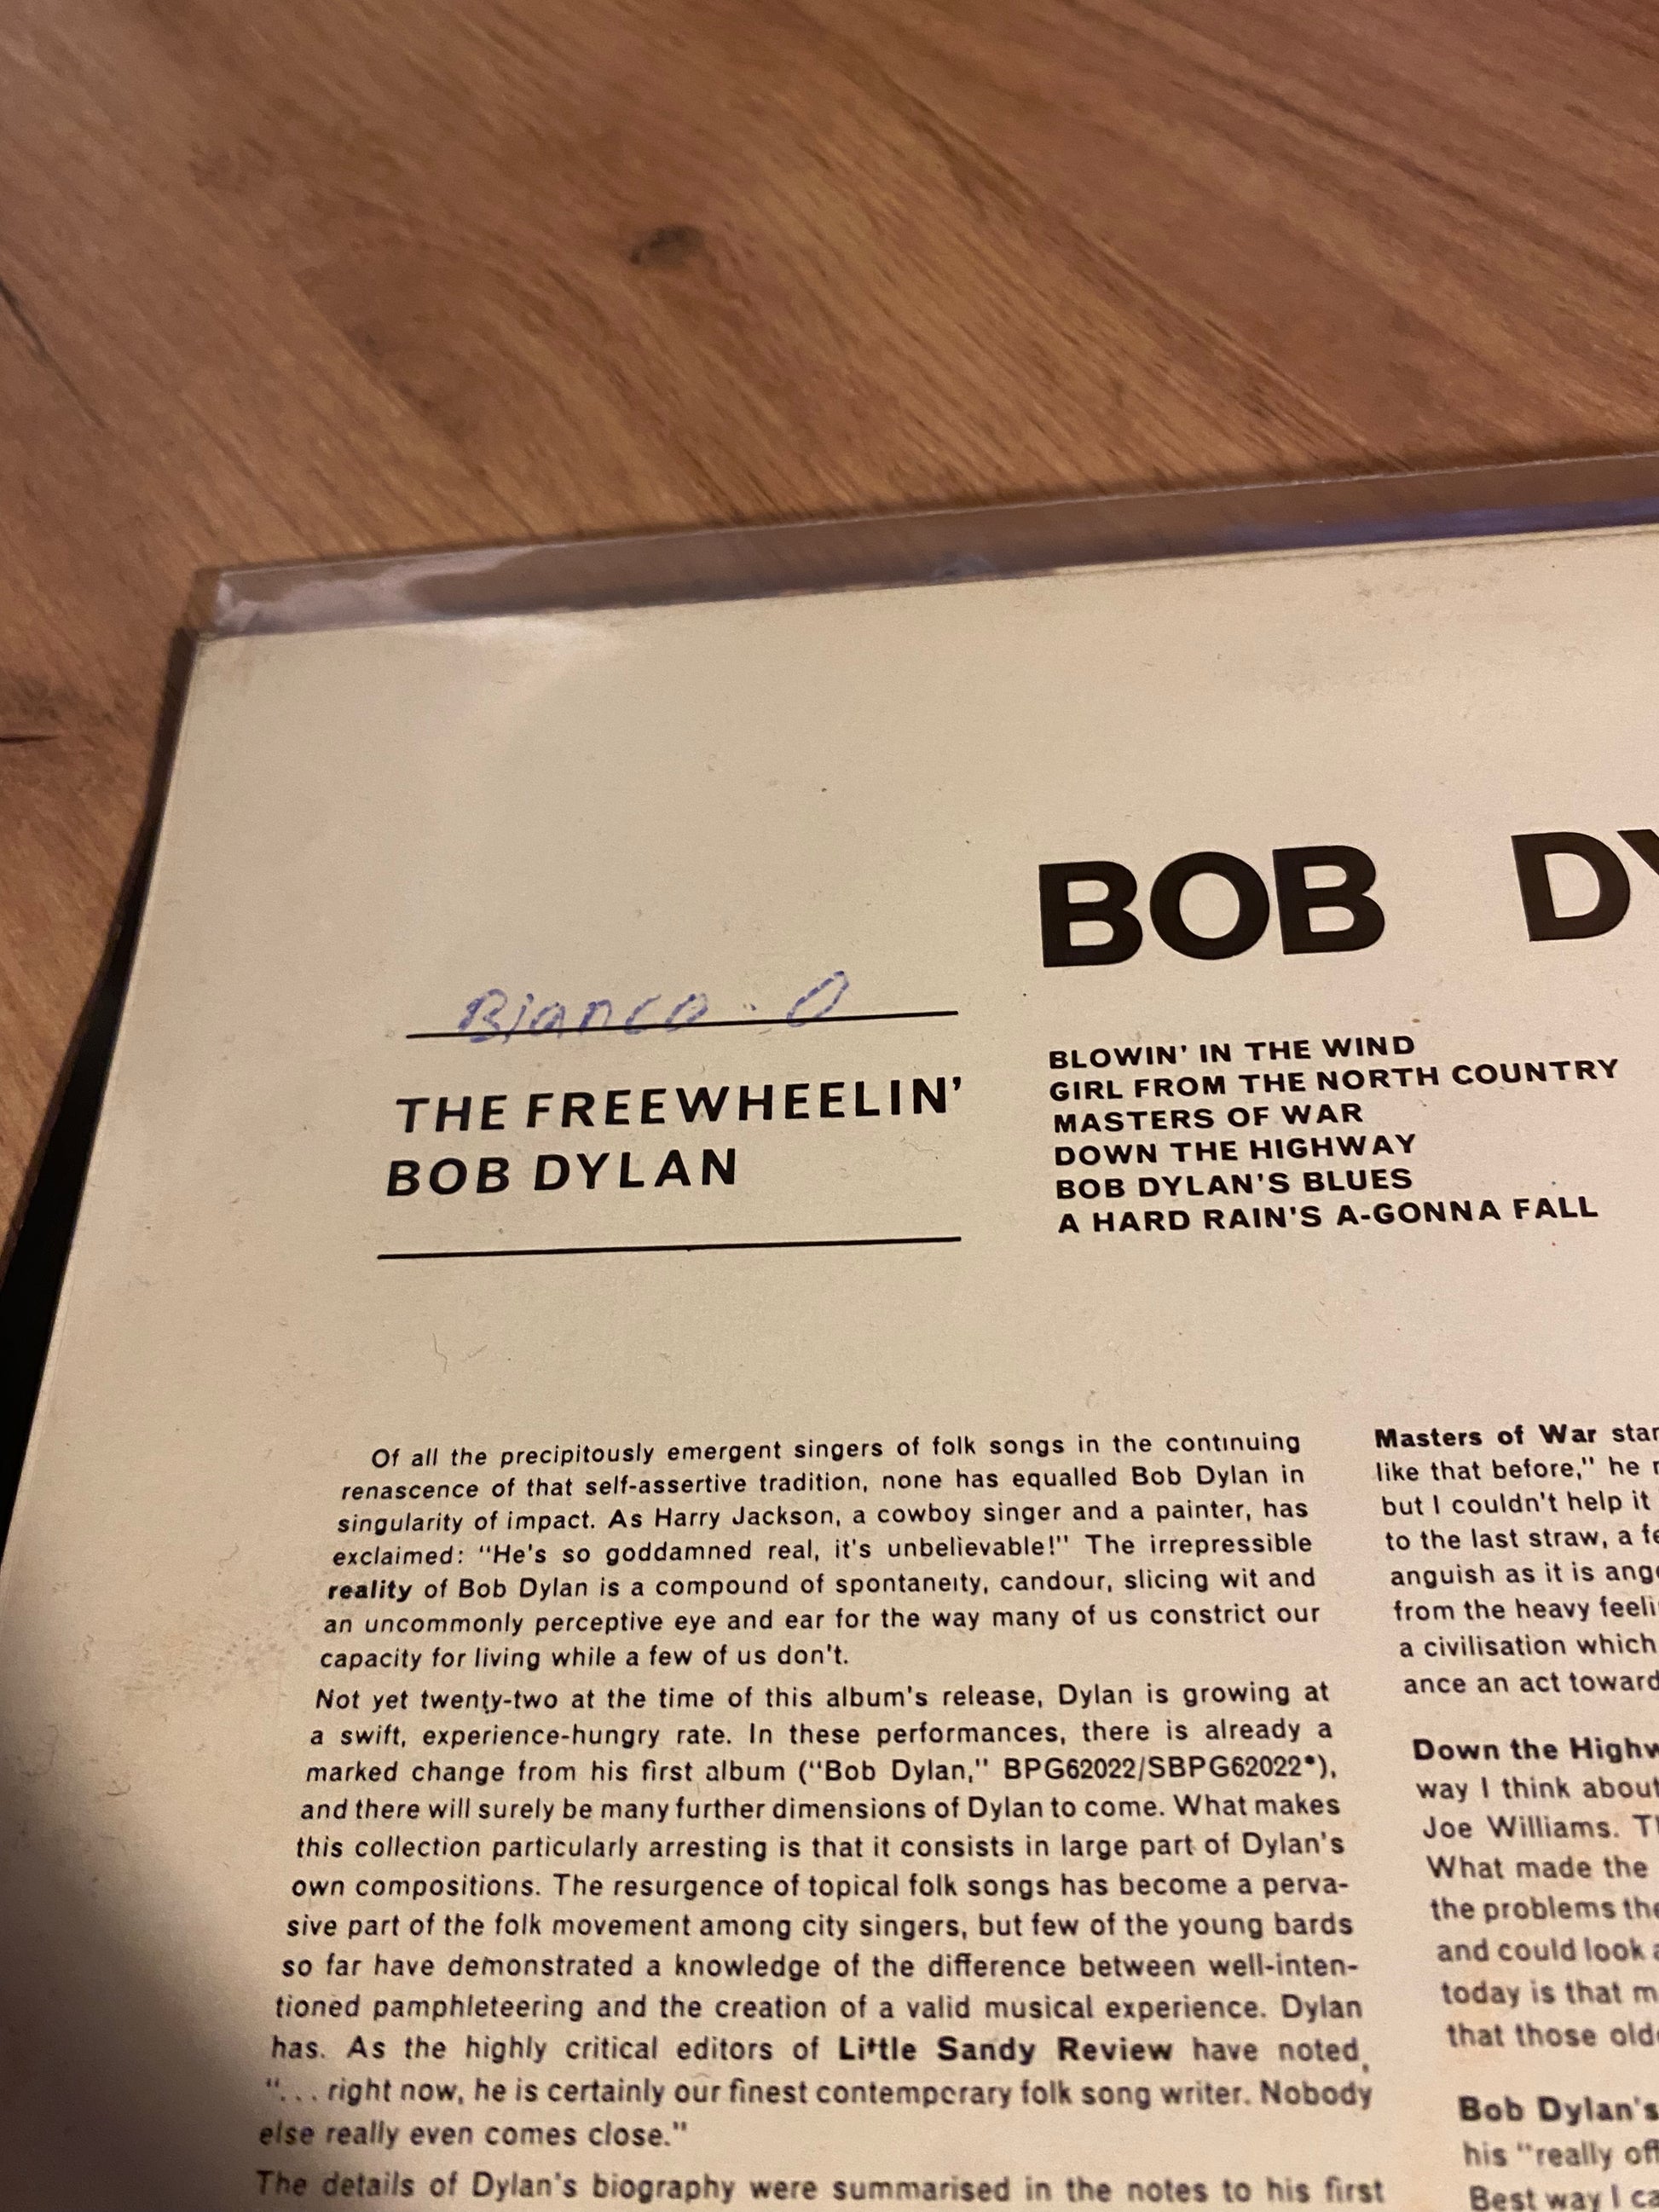 BOB DY
Bianca . O
THE FREEWHEELIN'
BOB DYLAN
BLOWIN' IN THE WIND
GIRL FROM THE NORTH COUNTRY
MASTERS OF WAR
DOWN THE HIGHWAY
BOB DYLAN'S BLUES
A HARD RAIN'S A-GONNA FALL
Of all the precipitously emergent singers of folk songs in the continuing
renascence of that self-assertive tradition, none has equalled Bob Dylan in
singularity of impact. As Harry Jackson, a cowboy singer and a painter, has
exclaimed: "He's so goddamned real, it's unbelievable!" The irrepressible
reality of Bob Dylan is a compound of spontaneity, candour, slicing wit and
an uncommonly perceptive eye and ear for the way many of us constrict our
capacity for living while a few of us don't.
Not yet twenty-two at the time of this album's release, Dylan is growing at
a swift, experience-hungry rate. In these performances, there is already a
marked change from his first album ("Bob Dylan," BPG62022/SBPG62022*),
and there will surely be many further dimensions of Dylan to come. What makes
this collection particularly arresting is that it consists in large part of Dylan's
own compositions. The resurgence of topical folk songs has become a perva-
sive part of the folk movement among city singers, but few of the young bards
so far have demonstrated a knowledge of the difference between well-inten-
tioned pamphleteering and the creation of a valid musical experience. Dylan
has. As the highly critical editors of Little Sandy Review have noted,
"... right now, he is certainly our finest contemporary folk song writer. Nobody
else really even comes close."
The details of Dylan's biography were summarised in the notes to his first
Masters of War star
like that before," he r
but I couldn't help it
to the last straw, a fe
anguish as it is ang
from the heavy feeli
a civilisation which
ance an act toward
Down the Highw
way I think about
Joe Williams. Th
What made the
the problems the
and could look a
today is that m
that those old
Bob Dylan's
his "really off
Best way I ca